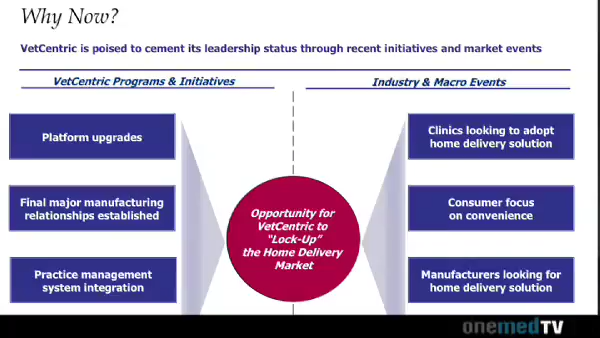 Why Now?
VetCentric is poised to cement its leadership status through recent initiatives and market events
VetCentric Programs & Initiatives
Industry & Macro Events
Platform upgrades
Final major manufacturing
relationships established
Practice management
system integration
Opportunity for
VetCentric to
"Lock-Up"
the Home Delivery
Market
Clinics looking to adopt
home delivery solution
Consumer focus
on convenience
Manufacturers looking for
home delivery solution
onemedTV